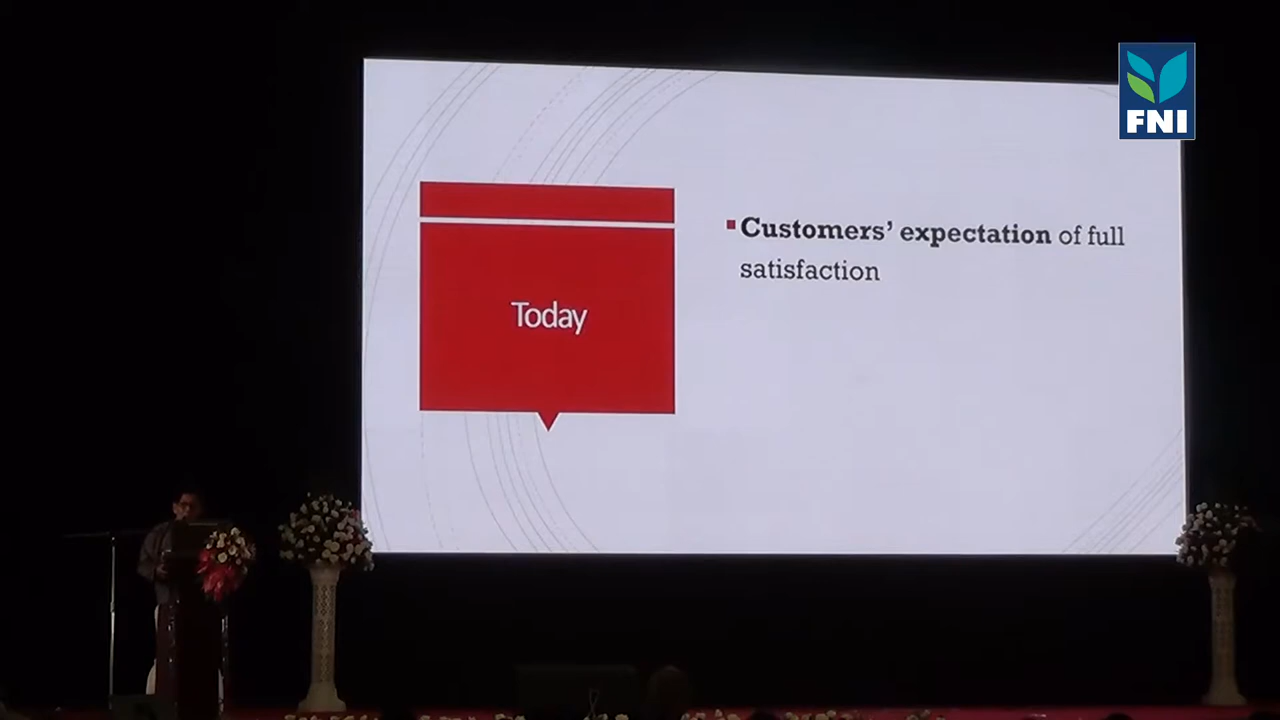 FNI
Today
▪Customers’ expectation of full
satisfaction